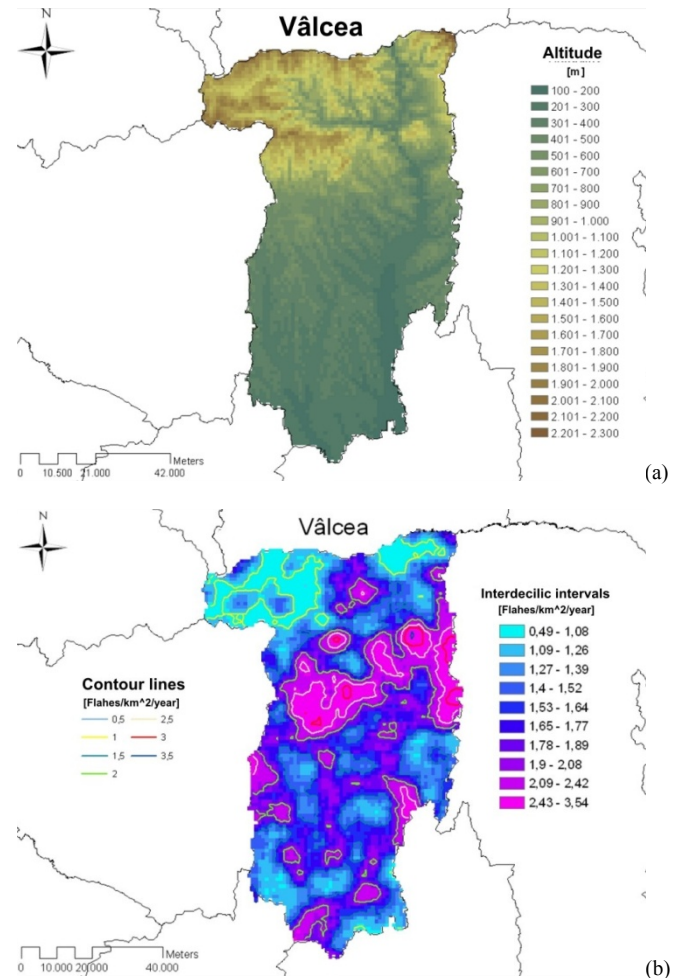 Vâlcea
N
Altitude
[m]
100 - 200
201 - 300
301 - 400
401 - 500
501 - 600
601 - 700
701 - 800
801 - 900
901 - 1.000
1.001 - 1.100
1.101 - 1.200
1.201 - 1.300
1.301 - 1.400
1.401 - 1.500
1.501 - 1.600
1.601 - 1.700
1.701 - 1.800
1.801 - 1.900
1.901 - 2.000
2.001 - 2.100
2.101 - 2.200
2.201 - 2.300
Meters
0 10.500 21.000 42.000
(a)
N
Vâlcea
Interdecilic intervals
[Flahes/km^2/year]
0,49 - 1,08
1,09 - 1,26
1,27 - 1,39
1,4 - 1,52
1,53 - 1,64
1,65 - 1,77
1,78 - 1,89
1,9 - 2,08
2,09 - 2,42
2,43 - 3,54
Contour lines
[Flahes/km^2/year]
0,5 2,5
1 3
1,5 3,5
2
Meters
0 10.000 20.000 40.000
(b)